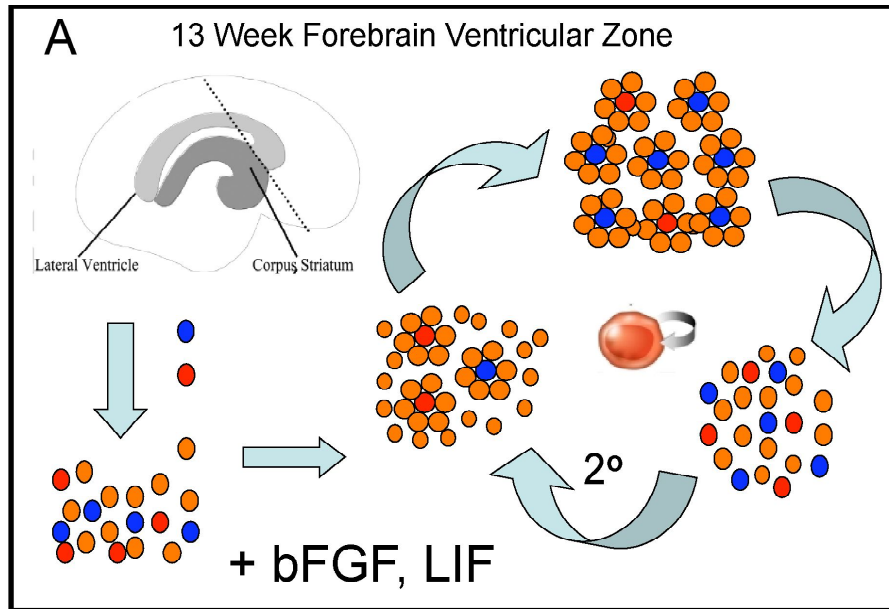 A
13 Week Forebrain Ventricular Zone
Lateral Ventricle
Corpus Striatum
2º
+ bFGF, LIF